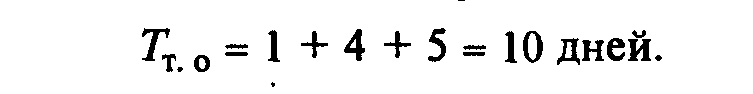 Tт. о = 1 + 4 + 5 = 10 дней.